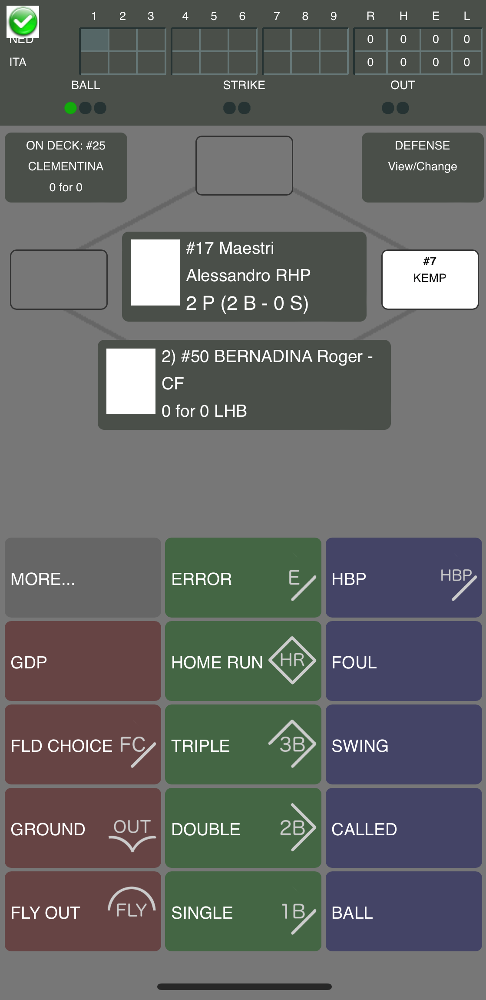 1 2 3 4 5 6 7 8 9 R H E L
NED 0 0 0 0
ITA 0 0 0 0
BALL STRIKE OUT
ON DECK: #25
CLEMENTINA
0 for 0
DEFENSE
View/Change
#17 Maestri
Alessandro RHP
2 P (2 B - 0 S)
#7
KEMP
2) #50 BERNADINA Roger -
CF
0 for 0 LHB
MORE...
ERROR E
HBP HBP
GDP
HOME RUN HR
FOUL
FLD CHOICE FC
TRIPLE 3B
SWING
GROUND OUT
DOUBLE 2B
CALLED
FLY OUT FLY
SINGLE 1B
BALL